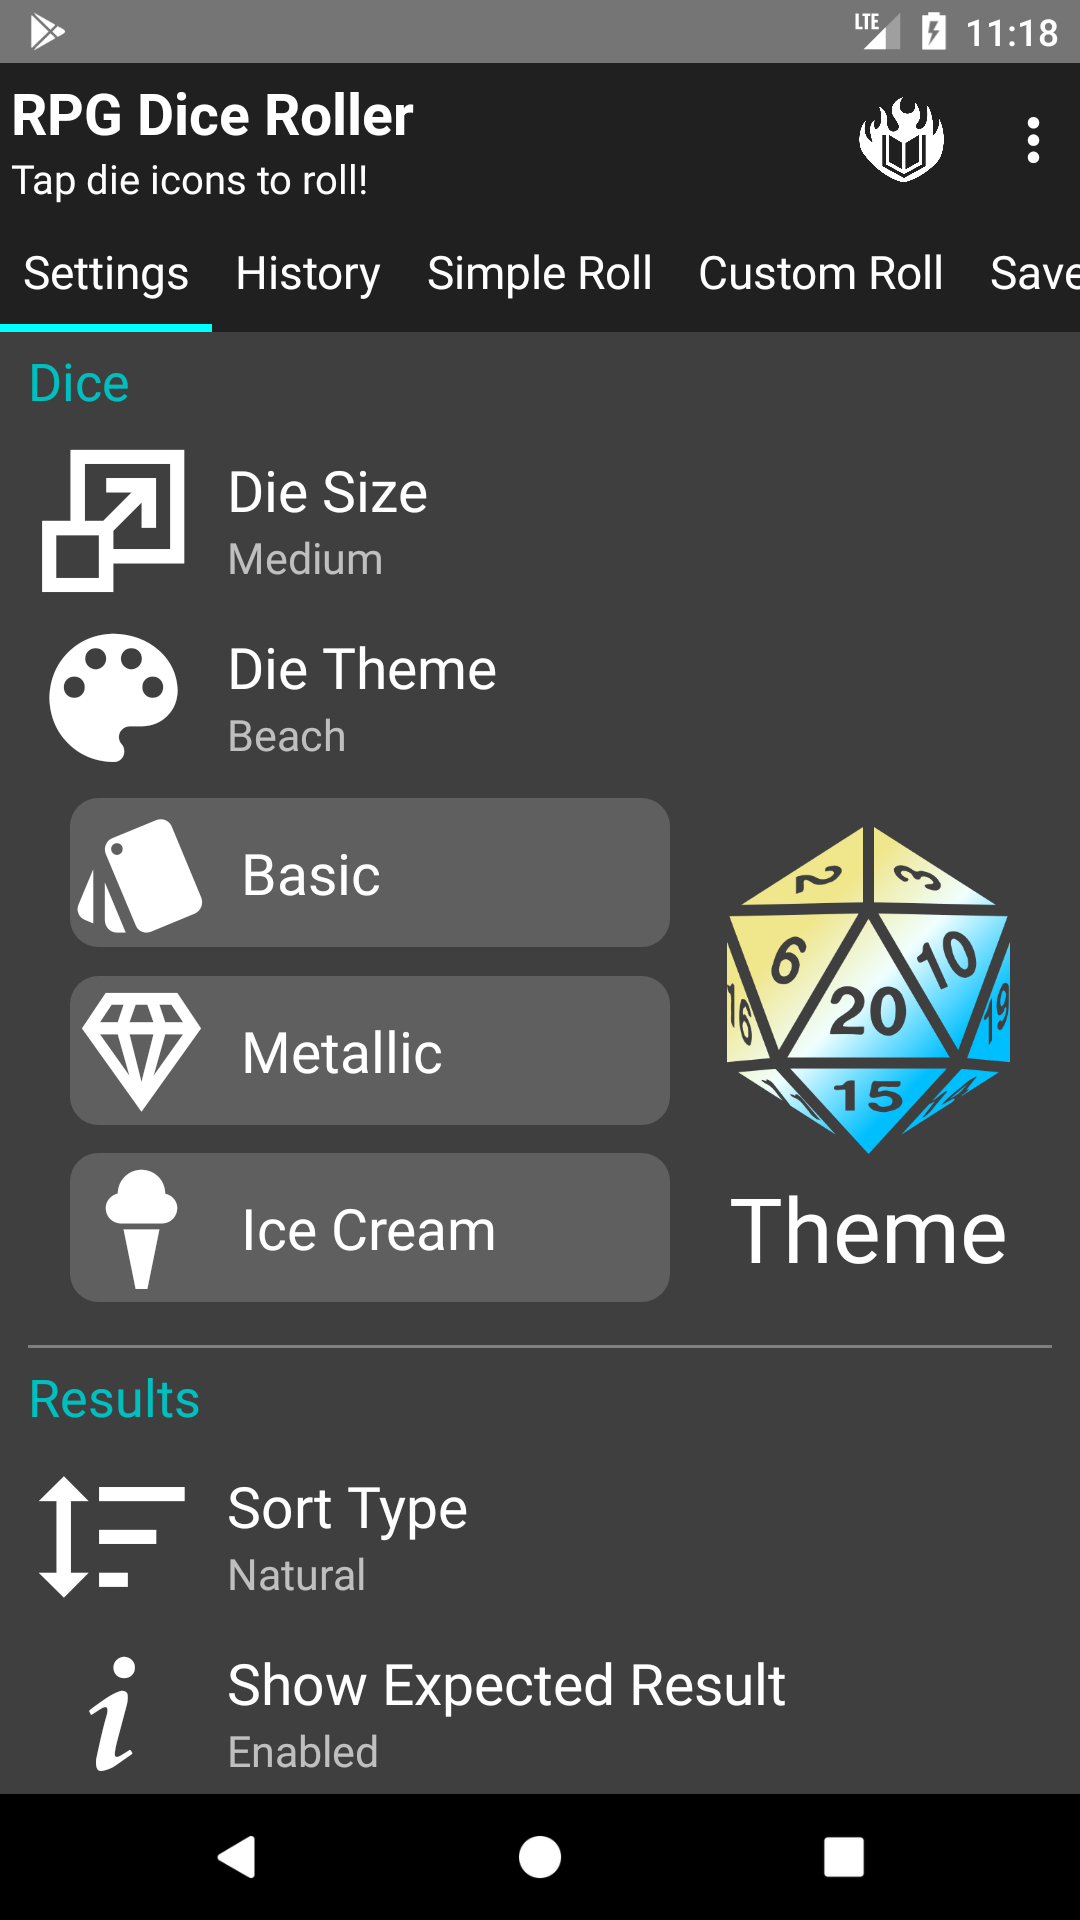 LTE 11:18
RPG Dice Roller
Tap die icons to roll!
Settings History Simple Roll Custom Roll Save
Dice
Die Size
Medium
Die Theme
Beach
Basic
Metallic
Ice Cream
2 3
6 10
16 20 19
15
Theme
Results
Sort Type
Natural
Show Expected Result
Enabled